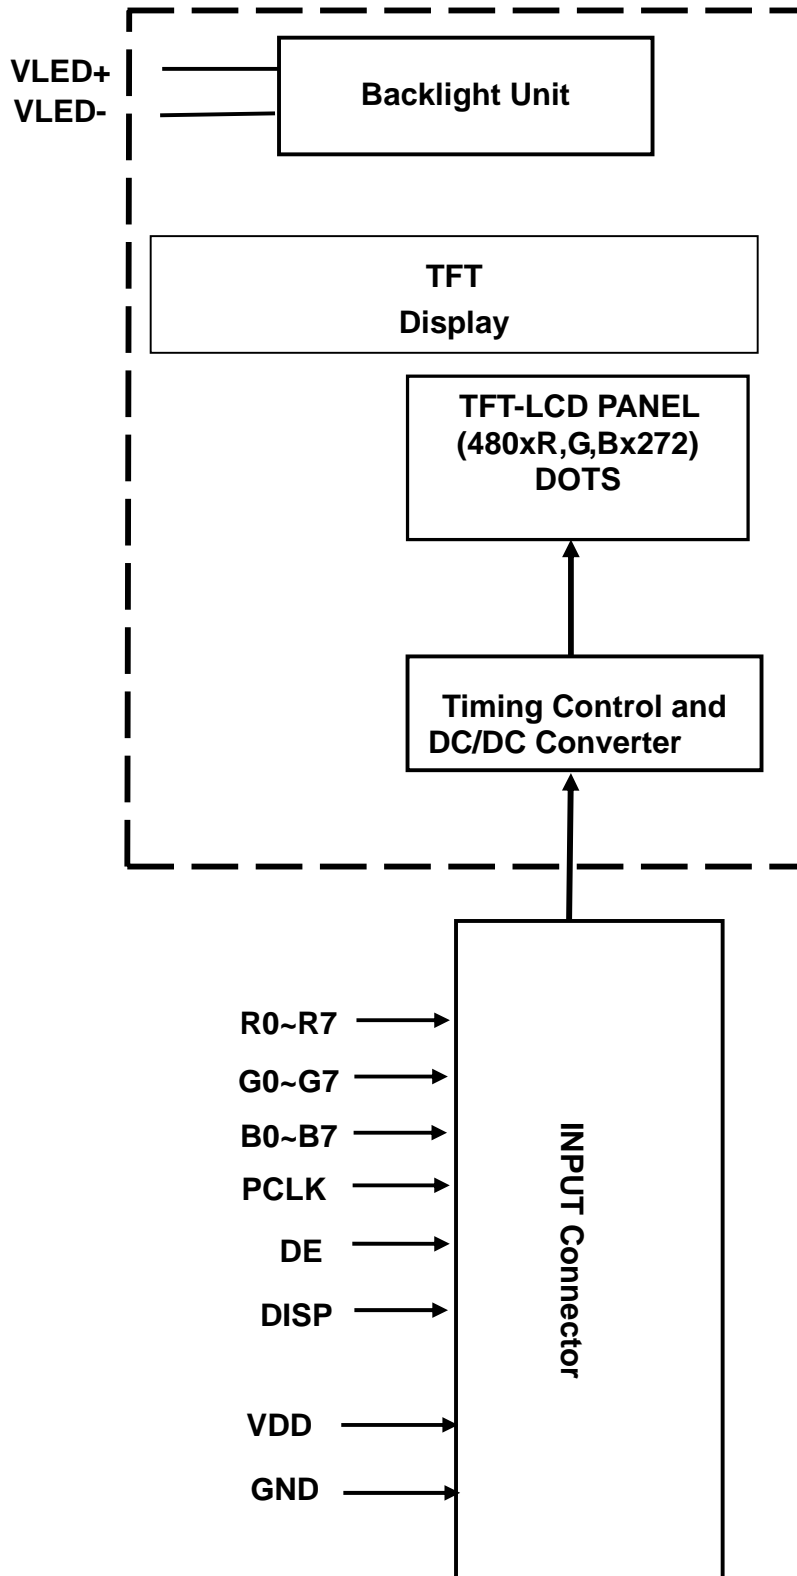 VLED+
VLED-
Backlight Unit
TFT
Display
TFT-LCD PANEL
(480xR,G,Bx272)
DOTS
Timing Control and
DC/DC Converter
R0~R7
G0~G7
B0~B7
PCLK
DE
DISP
VDD
GND
INPUT Connector